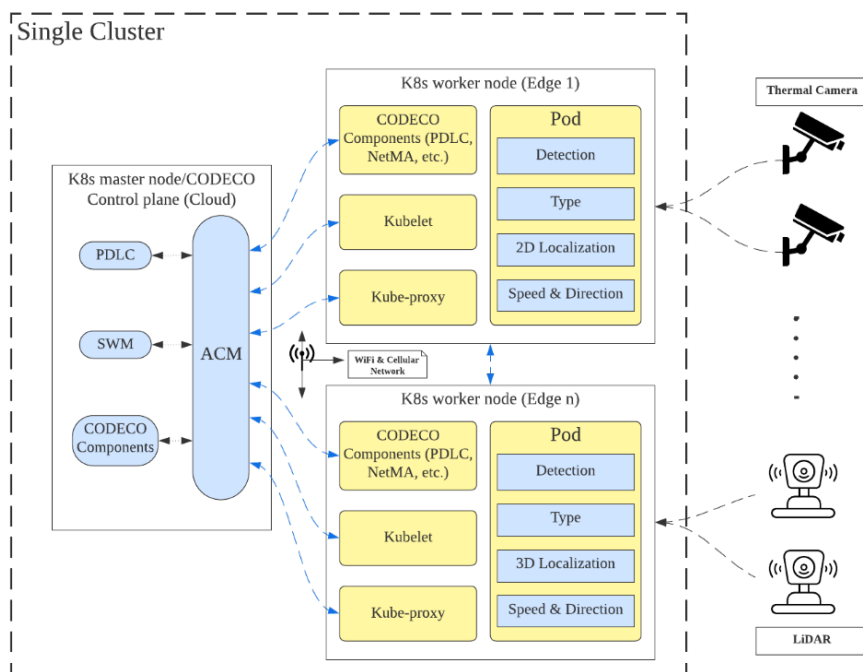 Single Cluster
K8s master node/CODECO
Control plane (Cloud)
PDLC
SWM
CODECO
Components
ACM
K8s worker node (Edge 1)
CODECO
Components (PDLC,
NetMA, etc.)
Kubelet
Kube-proxy
Pod
Detection
Type
2D Localization
Speed & Direction
WiFi & Cellular
Network
K8s worker node (Edge n)
CODECO
Components (PDLC,
NetMA, etc.)
Kubelet
Kube-proxy
Pod
Detection
Type
3D Localization
Speed & Direction
Thermal Camera
LiDAR